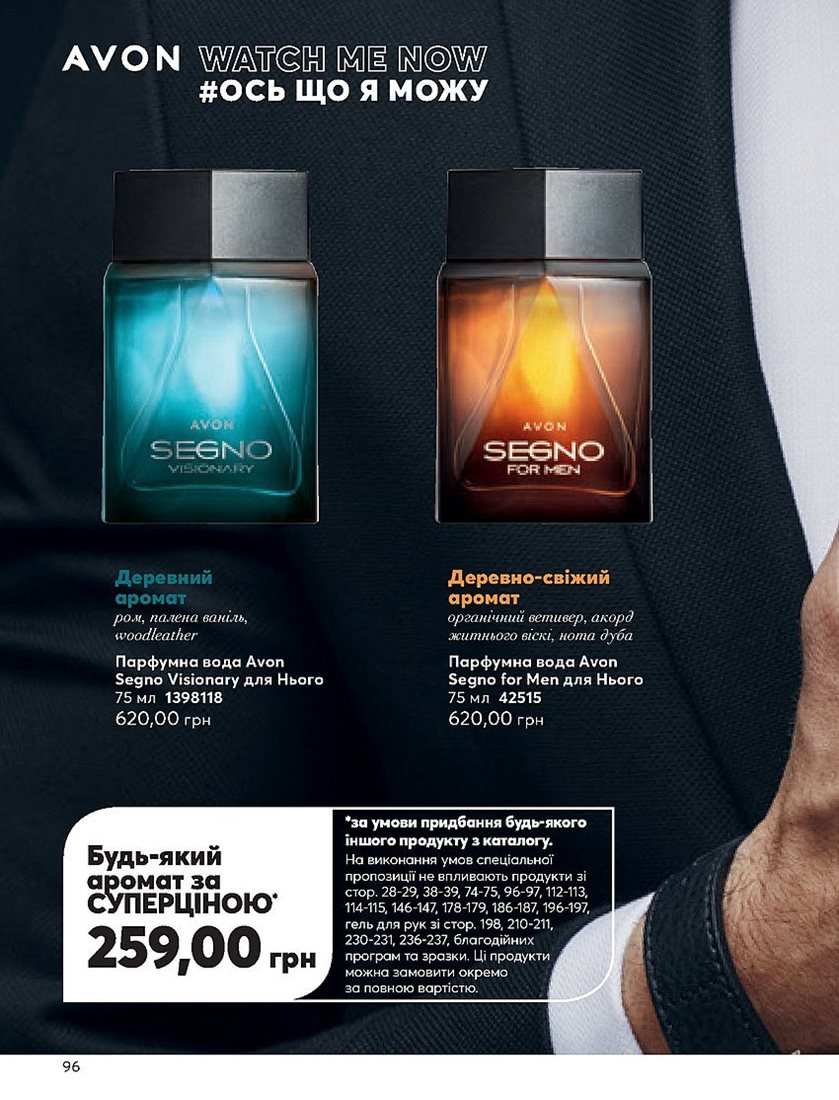 AVON WATCH ME NOW
#ОСЬ ЩО Я МОЖУ
AVON
SEGNO
VISIONARY
AVON
SEGNO
FOR MEN
Деревний
аромат
ром, палена ваніль,
woodleather
Парфумна вода Avon
Segno Visionary для Нього
75 мл 1398118
620,00 грн
Деревно-свіжий
аромат
органічний ветивер, акорд
житнього віскі, нота дуба
Парфумна вода Avon
Segno for Men для Нього
75 мл 42515
620,00 грн
Будь-який
аромат за
СУПЕРЦІНОЮ*
259,00 грн
*за умови придбання будь-якого
іншого продукту з каталогу.
На виконання умов спеціальної
пропозиції не впливають продукти зі
стор. 28-29, 38-39, 74-75, 96-97, 112-113,
114-115, 146-147, 178-179, 186-187, 196-197,
гель для рук зі стор. 198, 210-211,
230-231, 236-237, благодійних
програм та зразки. Ці продукти
можна замовити окремо
за повною вартістю.
96